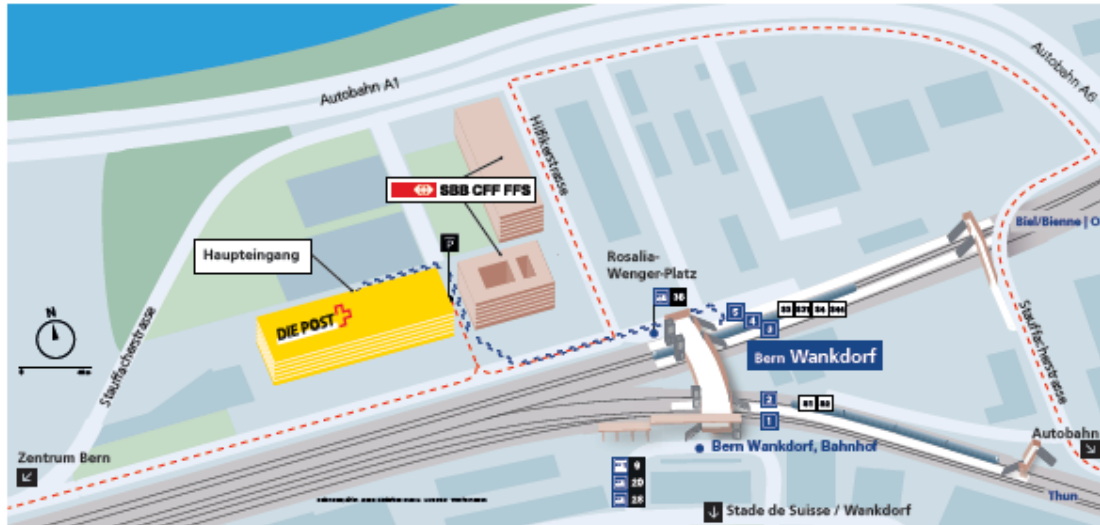 Autobahn A1
Autobahn A6
Hilfikerstrasse
SBB CFF FFS
P
Haupteingang
Rosalia-
Wenger-Platz
Biel/Bienne | O
DIE POST
N
Stauffacherstrasse
Stauffacherstrasse
5
4
3
Bern Wankdorf
2
1
Bern Wankdorf, Bahnhof
Autobahn
Zentrum Bern
9
20
28
Thun
Stade de Suisse / Wankdorf